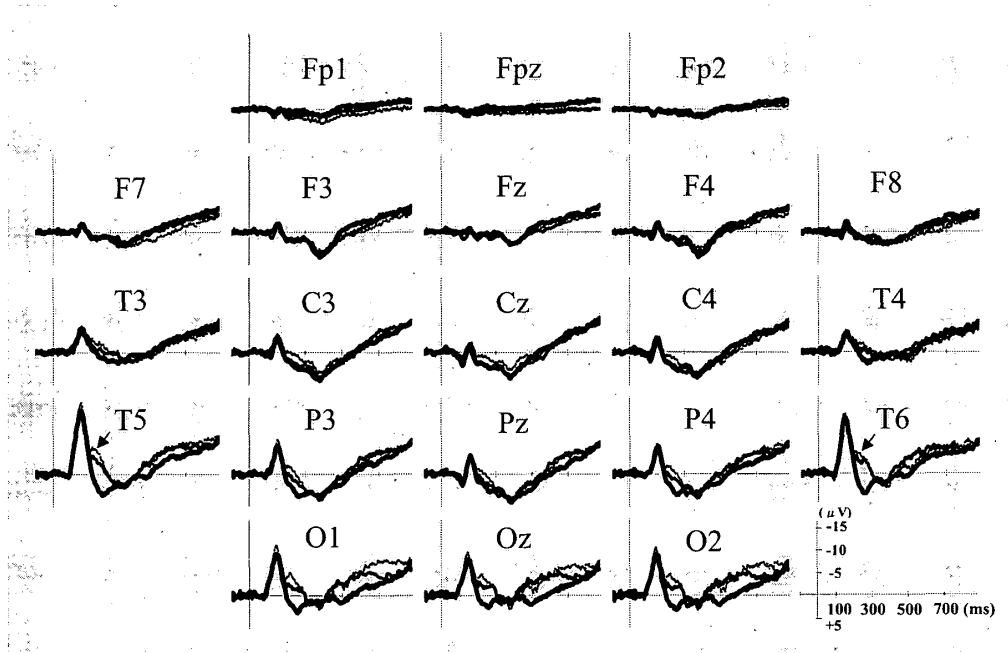 Fp1 Fpz Fp2
F7 F3 Fz F4 F8
T3 C3 Cz C4 T4
T5 P3 Pz P4 T6
O1 Oz O2
(μV)
-15
-10
-5
100 300 500 700 (ms)
+5